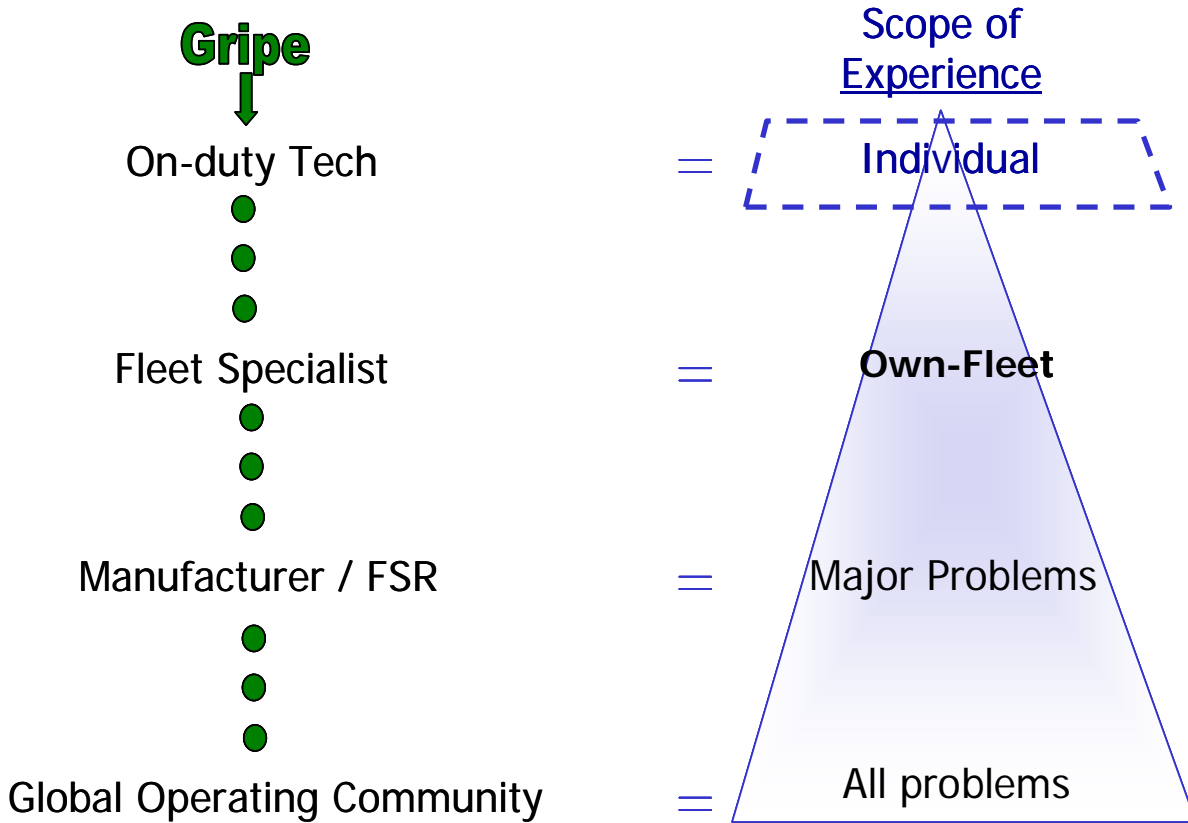 Gripe
Scope of
Experience
On-duty Tech = Individual
Fleet Specialist = Own-Fleet
Manufacturer / FSR = Major Problems
Global Operating Community = All problems